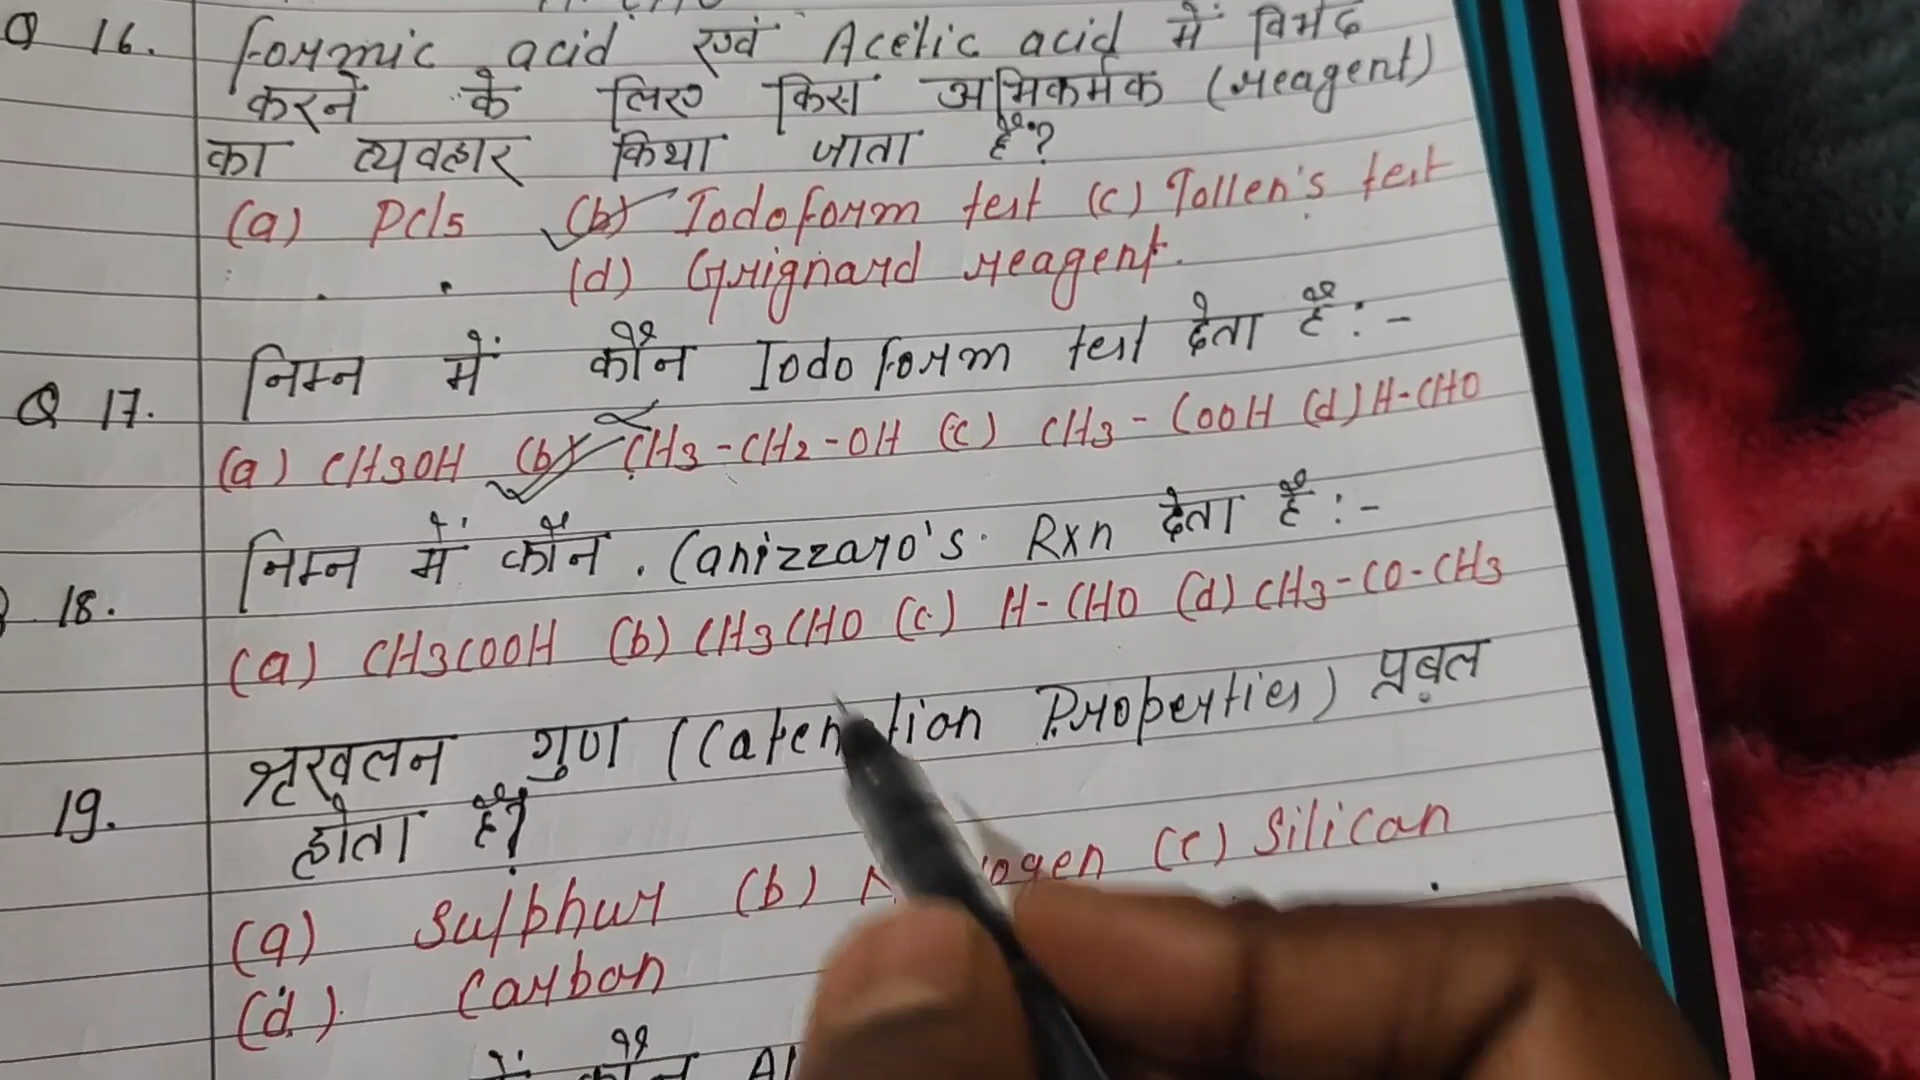 Q 16. Formic acid एवं Acetic acid में विभेद
करने के लिए किस अभिकर्मक (reagent)
का व्यवहार किया जाता है?
(a) PCl5 (b) Iodoform test (c) Tollen's test
(d) Grignard reagent.
Q 17. निम्न में कौन Iodoform test देता है :-
(a) CH3OH (b) CH3-CH2-OH (c) CH3-COOH (d) H-CHO
18. निम्न में कौन Canizzaro's Rxn देता है :-
(a) CH3COOH (b) CH3CHO (c) H-CHO (d) CH3-CO-CH3
19. श्रृखलन गुण (Catenation Properties) प्रबल
होता है?
(a) Sulphur (b) (c) Silican
(d) Carbon
में कौन